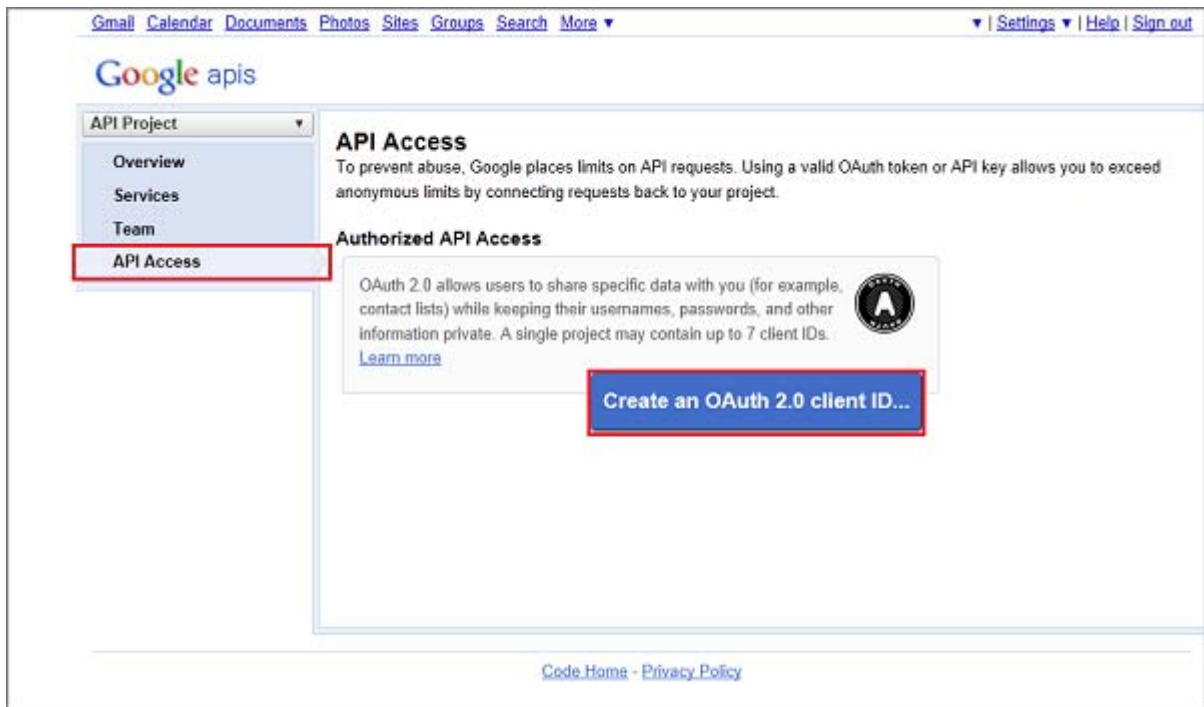 Gmail Calendar Documents Photos Sites Groups Search More ▼
▼ | Settings ▼ | Help | Sign out
Google apis
API Project ▼
Overview
Services
Team
API Access
API Access
To prevent abuse, Google places limits on API requests. Using a valid OAuth token or API key allows you to exceed
anonymous limits by connecting requests back to your project.
Authorized API Access
OAuth 2.0 allows users to share specific data with you (for example,
contact lists) while keeping their usernames, passwords, and other
information private. A single project may contain up to 7 client IDs.
Learn more
A
Create an OAuth 2.0 client ID...
Code Home - Privacy Policy